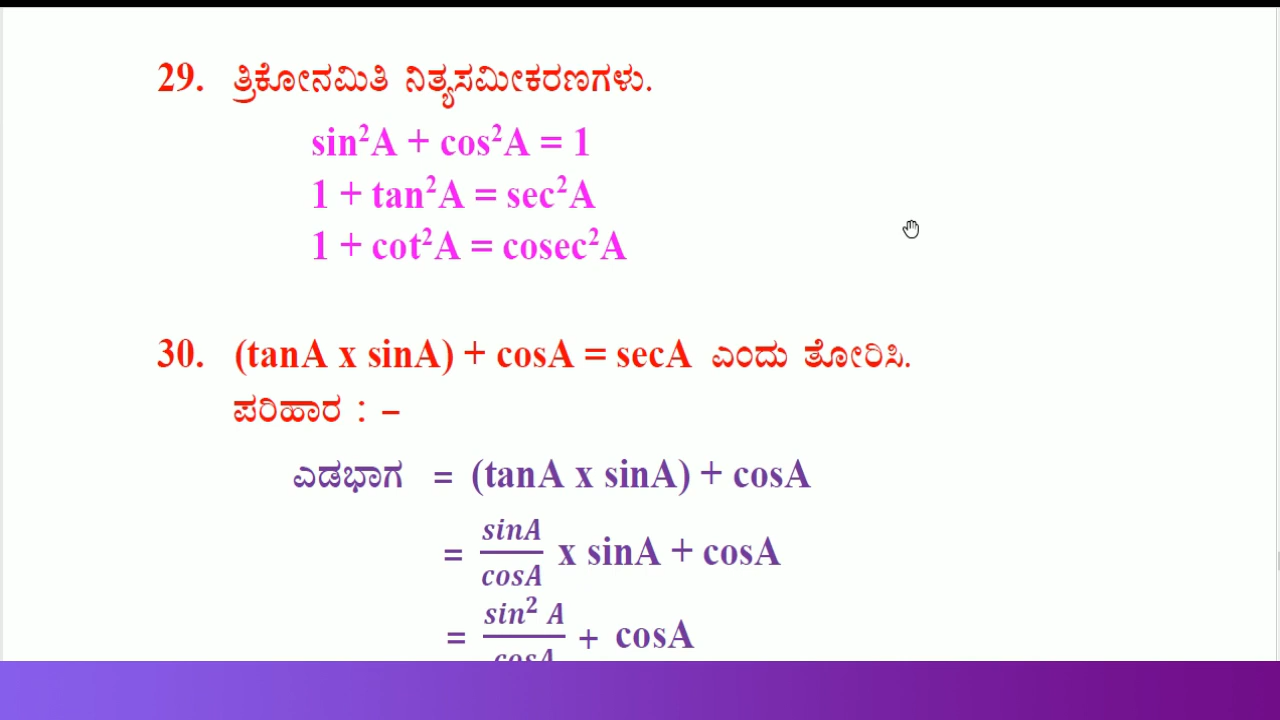 29. ತ್ರಿಕೋನಮಿತಿ ನಿತ್ಯಸಮೀಕರಣಗಳು.
sin²A + cos²A = 1
1 + tan²A = sec²A
1 + cot²A = cosec²A
30. (tanA x sinA) + cosA = secA ಎಂದು ತೋರಿಸಿ.
ಪರಿಹಾರ : –
ಎಡಭಾಗ = (tanA x sinA) + cosA
= sinA/cosA x sinA + cosA
= sin² A/cosA + cosA